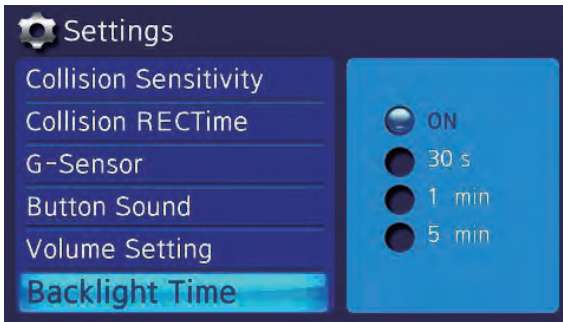 Settings
Collision Sensitivity
Collision RECTime
G-Sensor
Button Sound
Volume Setting
Backlight Time
ON
30 s
1 min
5 min